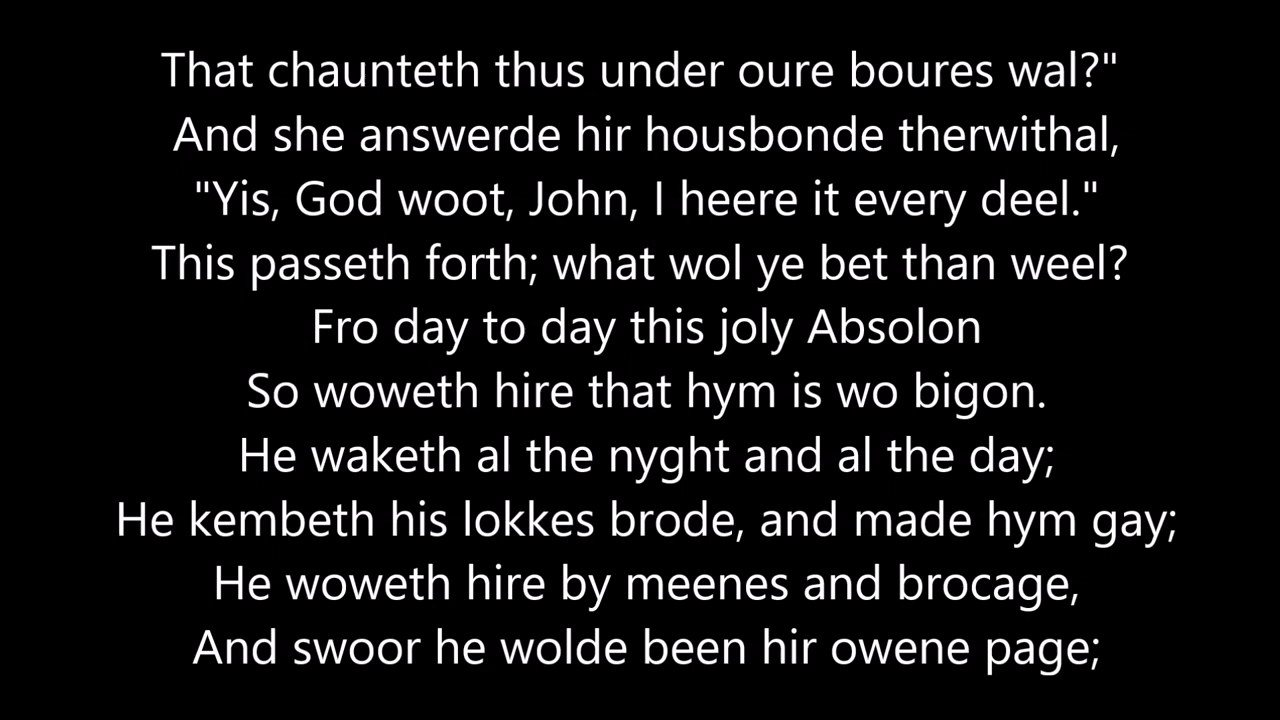 That chaunteth thus under oure boures wal?"
And she answerde hir housbonde therwithal,
"Yis, God woot, John, I heere it every deel."
This passeth forth; what wol ye bet than weel?
Fro day to day this joly Absolon
So woweth hire that hym is wo bigon.
He waketh al the nyght and al the day;
He kembeth his lokkes brode, and made hym gay;
He woweth hire by meenes and brocage,
And swoor he wolde been hir owene page;